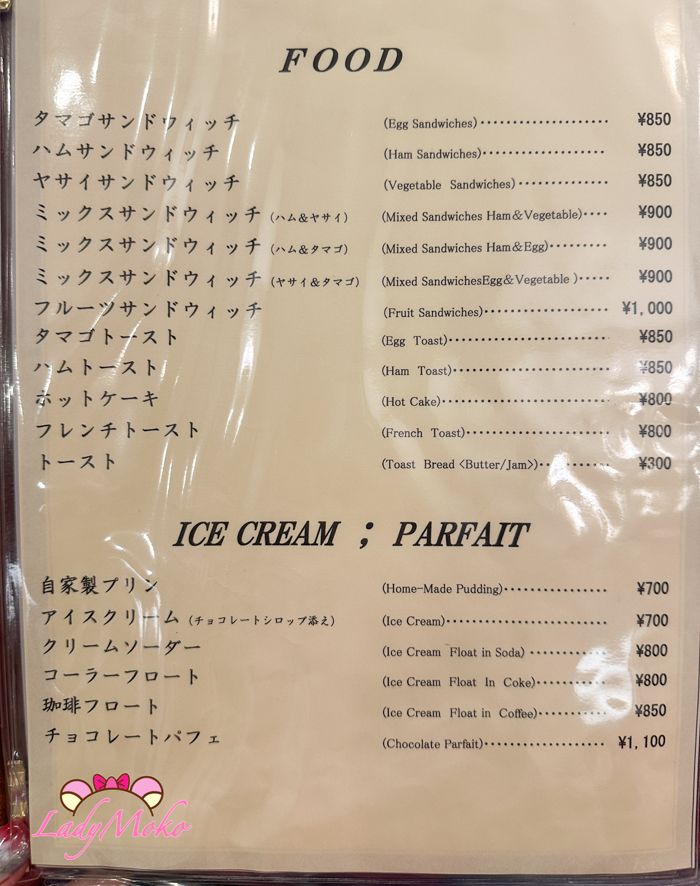 FOOD
タマゴサンドウィッチ (Egg Sandwiches)････････････････････ ¥850
ハムサンドウィッチ (Ham Sandwiches)･･･････････････････ ¥850
ヤサイサンドウィッチ (Vegetable Sandwiches)･････････････ ¥850
ミックスサンドウィッチ (ハム&ヤサイ) (Mixed Sandwiches Ham&Vegetable)････ ¥900
ミックスサンドウィッチ (ハム&タマゴ) (Mixed Sandwiches Ham&Egg)･････････ ¥900
ミックスサンドウィッチ (ヤサイ&タマゴ) (Mixed SandwichesEgg&Vegetable )･････ ¥900
フルーツサンドウィッチ (Fruit Sandwiches)･･･････････････････ ¥1,000
タマゴトースト (Egg Toast)････････････････････････ ¥850
ハムトースト (Ham Toast)････････････････････････ ¥850
ホットケーキ (Hot Cake)･････････････････････････ ¥800
フレンチトースト (French Toast)･････････････････････ ¥800
トースト (Toast Bread <Butter/Jam>)･･･････････ ¥300
ICE CREAM ; PARFAIT
自家製プリン (Home-Made Pudding)････････････････ ¥700
アイスクリーム (チョコレートシロップ添え) (Ice Cream)････････････････････････ ¥700
クリームソーダー (Ice Cream Float in Soda)････････････ ¥800
コーラーフロート (Ice Cream Float In Coke)･･･････････ ¥800
珈琲フロート (Ice Cream Float in Coffee)･･････････ ¥850
チョコレートパフェ (Chocolate Parfait)･･･････････････････ ¥1,100
LadyMoko